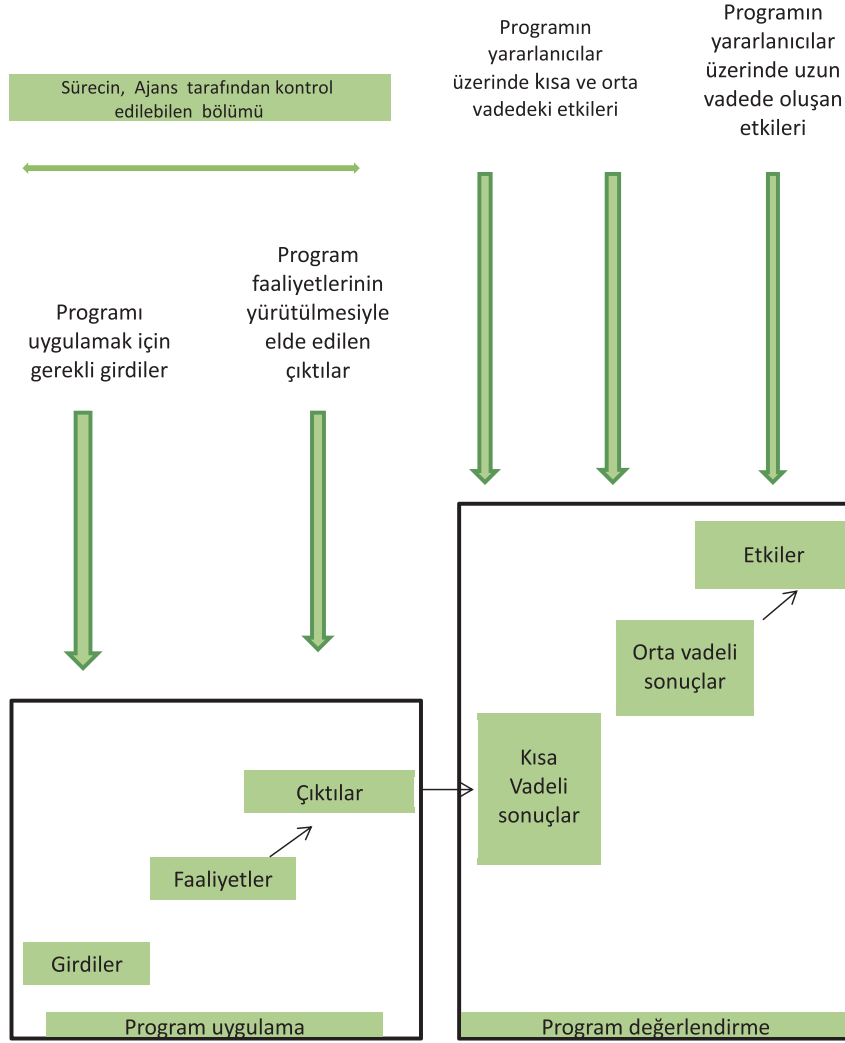 Programın
yararlanıcılar
üzerinde kısa ve orta
vadedeki etkileri
Programın
yararlanıcılar
üzerinde uzun
vadede oluşan
etkileri
Sürecin, Ajans tarafından kontrol
edilebilen bölümü
Programı
uygulamak için
gerekli girdiler
Program
faaliyetlerinin
yürütülmesiyle
elde edilen
çıktılar
Etkiler
Orta vadeli
sonuçlar
Kısa
Vadeli
sonuçlar
Çıktılar
Faaliyetler
Girdiler
Program uygulama
Program değerlendirme